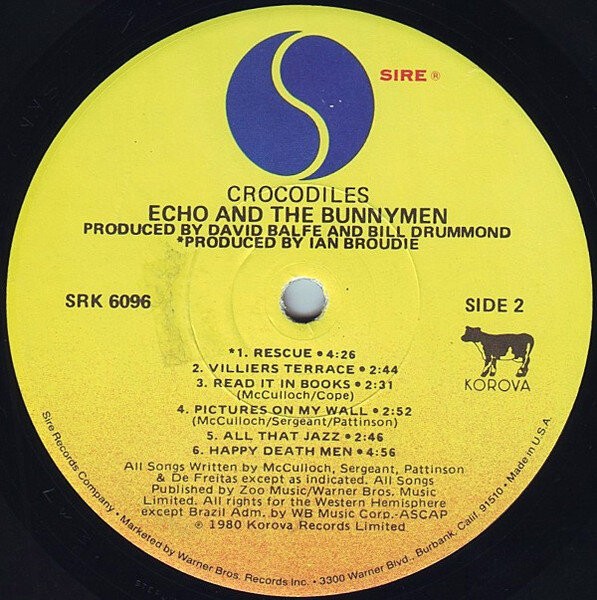 SIRE ®
CROCODILES
ECHO AND THE BUNNYMEN
PRODUCED BY DAVID BALFE AND BILL DRUMMOND
*PRODUCED BY IAN BROUDIE
SRK 6096
SIDE 2
*1. RESCUE • 4:26
2. VILLIERS TERRACE • 2:44
3. READ IT IN BOOKS • 2:31
(McCulloch/Cope)
4. PICTURES ON MY WALL • 2:52
(McCulloch/Sergeant/Pattinson)
5. ALL THAT JAZZ • 2:46
6. HAPPY DEATH MEN • 4:56
KOROVA
All Songs Written by McCulloch, Sergeant, Pattinson
& De Freitas except as indicated. All Songs
Published by Zoo Music/Warner Bros. Music
Limited. All rights for the Western Hemisphere
except Brazil Adm. by WB Music Corp.-ASCAP
℗ 1980 Korova Records Limited
Sire Records Company • Marketed by Warner Bros. Records Inc. • 3300 Warner Blvd., Burbank, Calif. 91510 • Made in U.S.A.